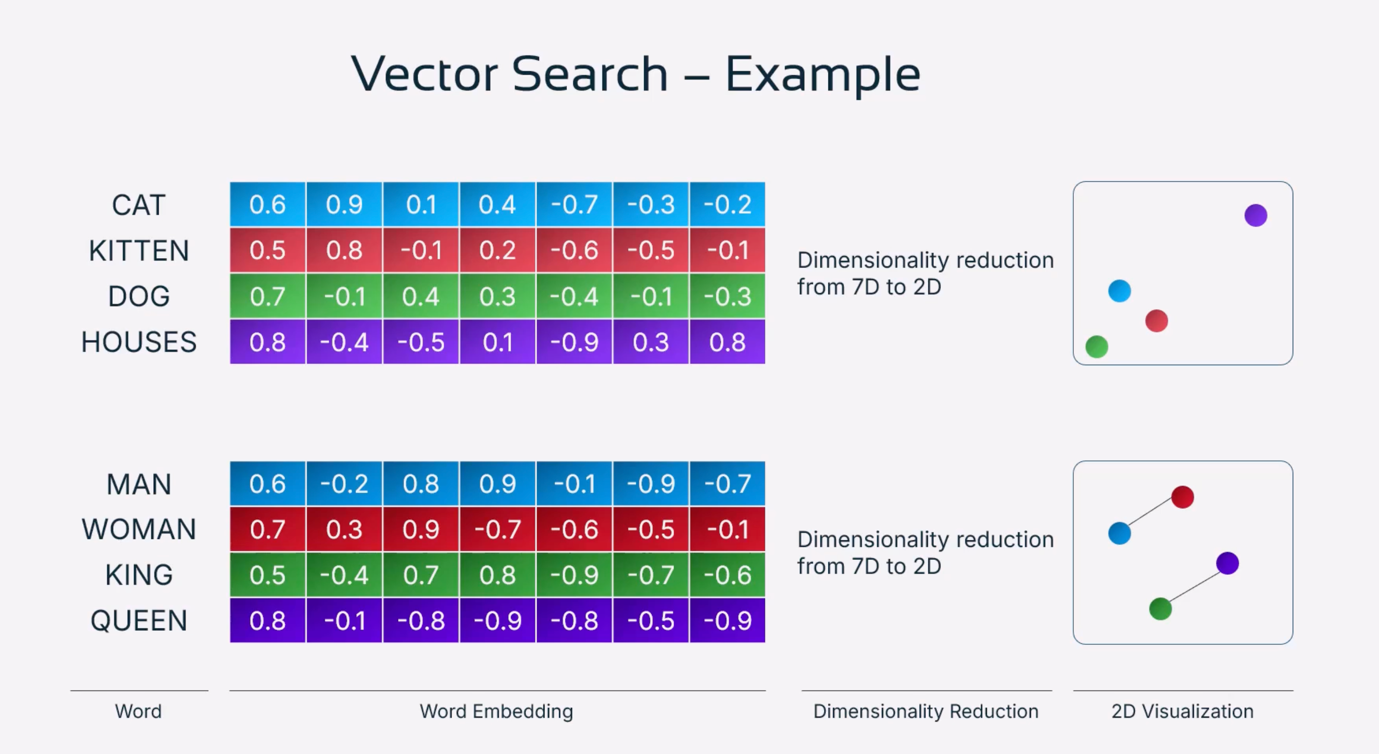 Vector Search – Example
CAT 0.6 0.9 0.1 0.4 -0.7 -0.3 -0.2
KITTEN 0.5 0.8 -0.1 0.2 -0.6 -0.5 -0.1
DOG 0.7 -0.1 0.4 0.3 -0.4 -0.1 -0.3
HOUSES 0.8 -0.4 -0.5 0.1 -0.9 0.3 0.8
Dimensionality reduction
from 7D to 2D
MAN 0.6 -0.2 0.8 0.9 -0.1 -0.9 -0.7
WOMAN 0.7 0.3 0.9 -0.7 -0.6 -0.5 -0.1
KING 0.5 -0.4 0.7 0.8 -0.9 -0.7 -0.6
QUEEN 0.8 -0.1 -0.8 -0.9 -0.8 -0.5 -0.9
Dimensionality reduction
from 7D to 2D
Word Word Embedding Dimensionality Reduction 2D Visualization